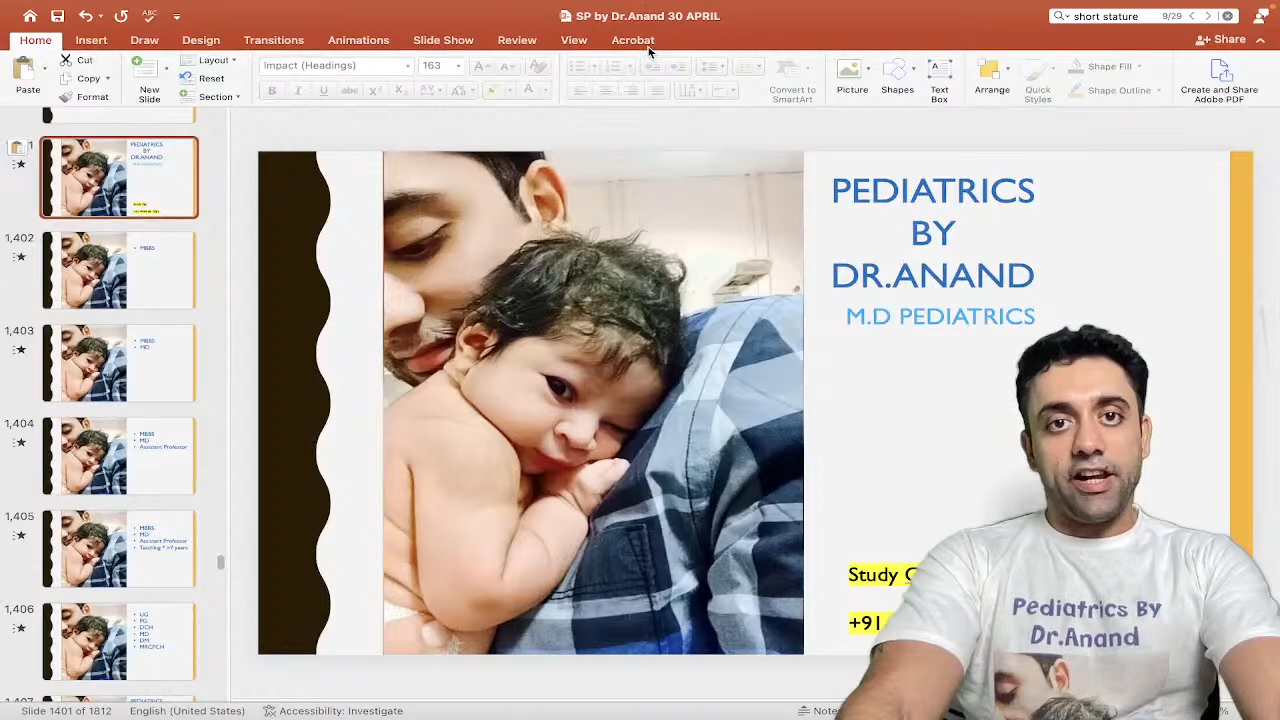 SP by Dr.Anand 30 APRIL
short stature
9/29
Home
Insert
Draw
Design
Transitions
Animations
Slide Show
Review
View
Acrobat
Share
Paste
Cut
Copy
Format
New
Slide
Layout
Reset
Section
Impact (Headings)
163
Convert to
SmartArt
Picture
Shapes
Text
Box
Arrange
Quick
Styles
Shape Fill
Shape Outline
Create and Share
Adobe PDF
PEDIATRICS
BY
DR.ANAND
1,402
MBBS
1,403
MBBS
MD
1,404
MBBS
MD
Assistant Professor
1,405
MBBS
MD
Assistant Professor
Teaching * >7 years
1,406
UG
PG
DCH
MD
DM
MRCPCH
PEDIATRICS
BY
DR.ANAND
M.D PEDIATRICS
Study
+91
Pediatrics By
Dr.Anand
Slide 1401 of 1812
English (United States)
Accessibility: Investigate